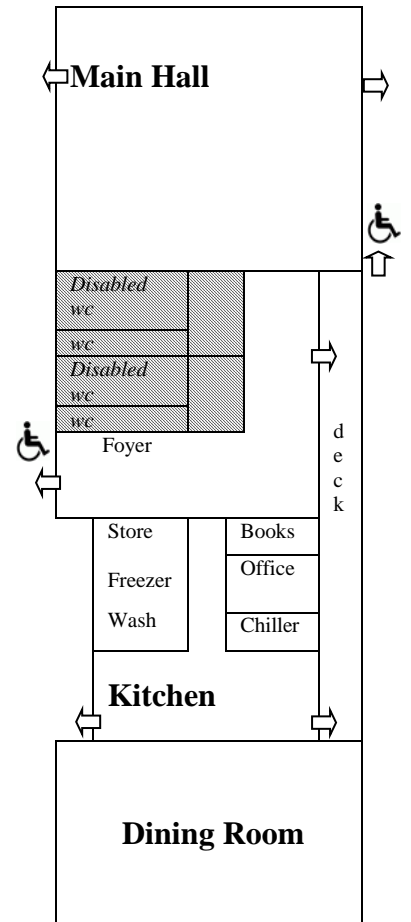 Main Hall
Disabled
wc
wc
Disabled
wc
wc
Foyer
d
e
c
k
Store
Books
Freezer
Office
Wash
Chiller
Kitchen
Dining Room